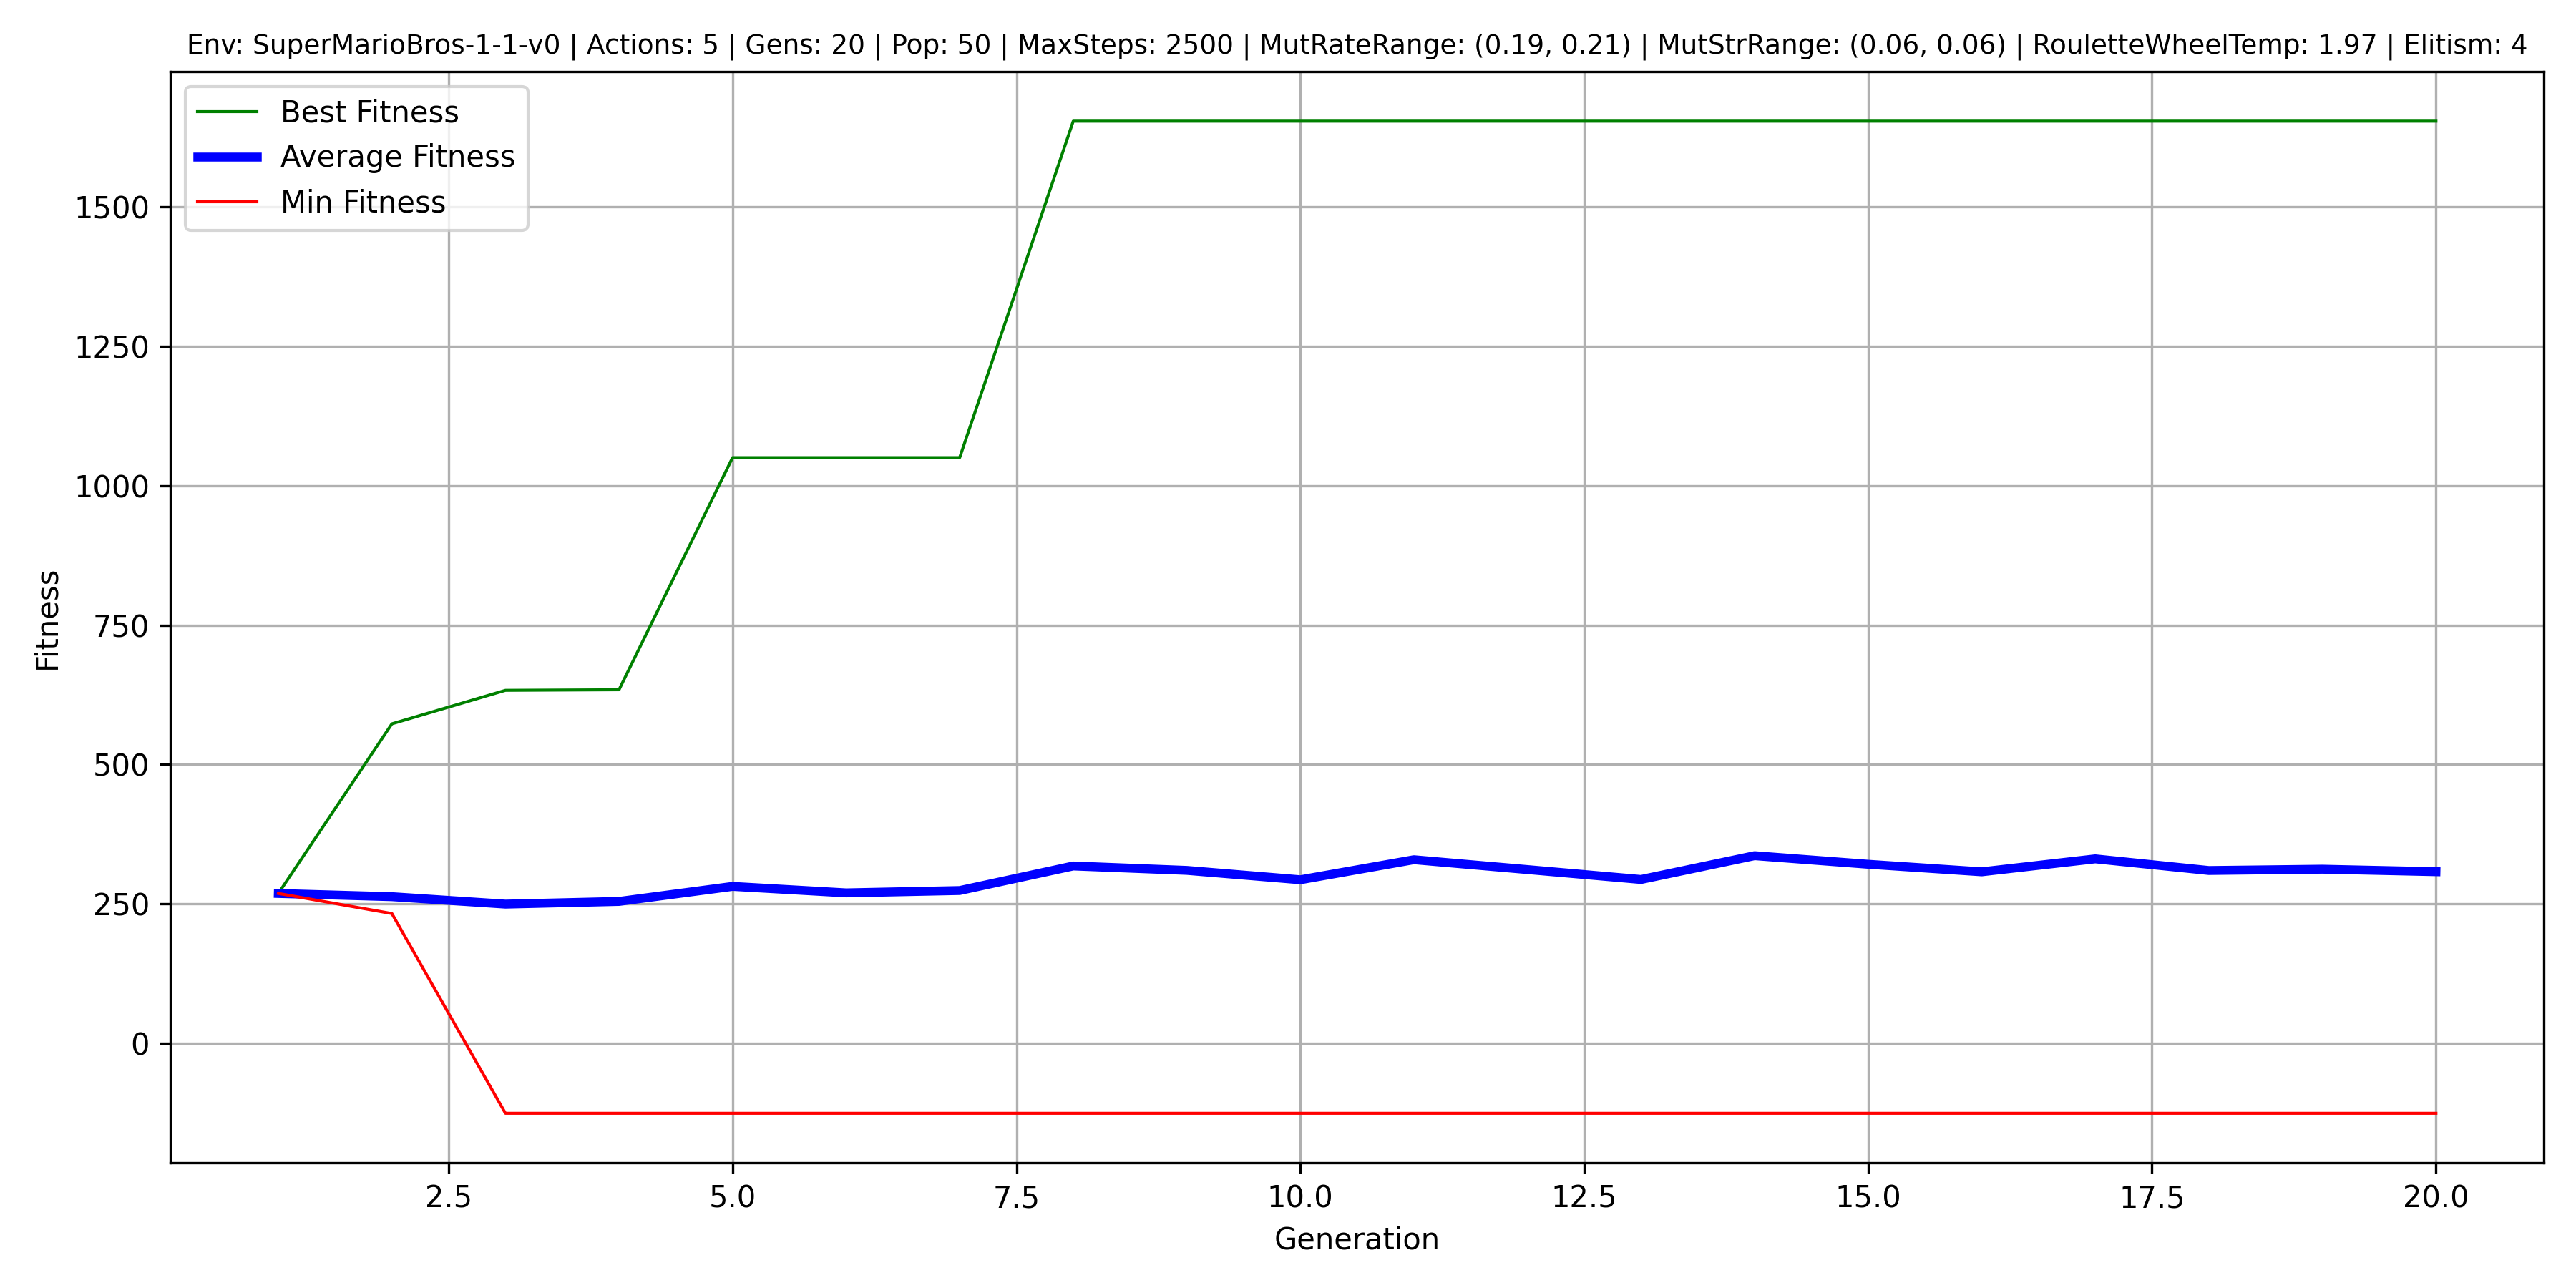 Env: SuperMarioBros-1-1-v0 | Actions: 5 | Gens: 20 | Pop: 50 | MaxSteps: 2500 | MutRateRange: (0.19, 0.21) | MutStrRange: (0.06, 0.06) | RouletteWheelTemp: 1.97 | Elitism: 4
Best Fitness
Average Fitness
Min Fitness
1500
1250
1000
750
500
250
0
Fitness
2.5 5.0 7.5 10.0 12.5 15.0 17.5 20.0
Generation